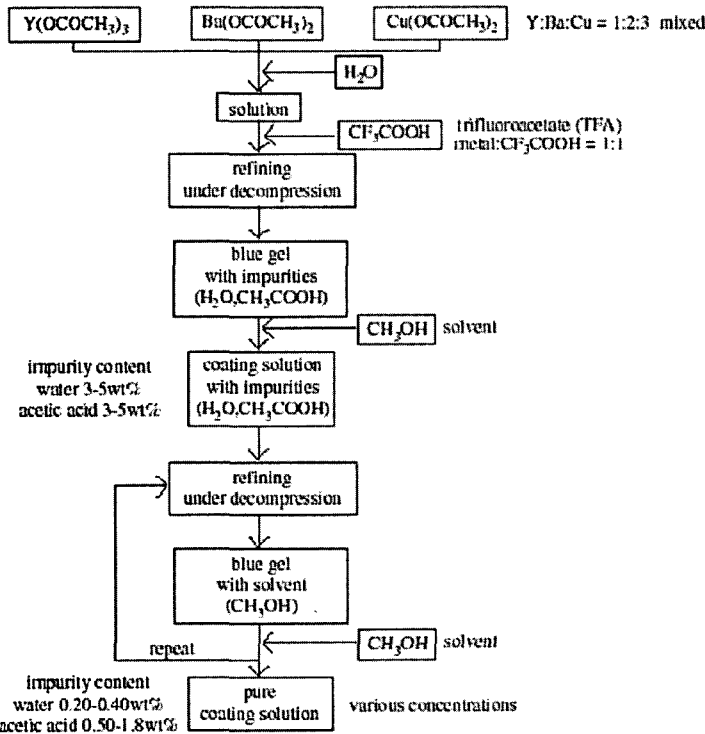 Y(OCOCH₃)₃ Ba(OCOCH₃)₂ Cu(OCOCH₃)₂ Y:Ba:Cu = 1:2:3 mixed
H₂O
solution
CF₃COOH
trifluoroacetate (TFA)
metal:CF₃COOH = 1:1
refining
under decompression
blue gel
with impurities
(H₂O,CH₃COOH)
CH₃OH solvent
impurity content
water 3-5wt%
acetic acid 3-5wt%
coating solution
with impurities
(H₂O,CH₃COOH)
refining
under decompression
blue gel
with solvent
(CH₃OH)
CH₃OH solvent
repeat
impurity content
water 0.20-0.40wt%
acetic acid 0.50-1.8wt%
pure
coating solution
various concentrations